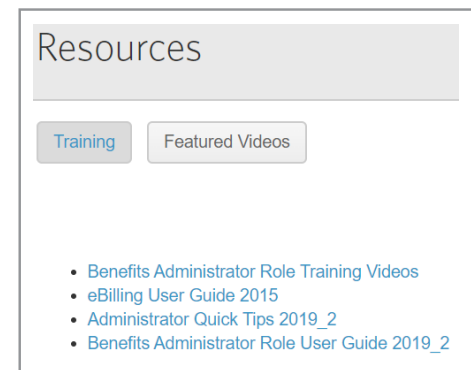 Resources
Training
Featured Videos
Benefits Administrator Role Training Videos
eBilling User Guide 2015
Administrator Quick Tips 2019_2
Benefits Administrator Role User Guide 2019_2